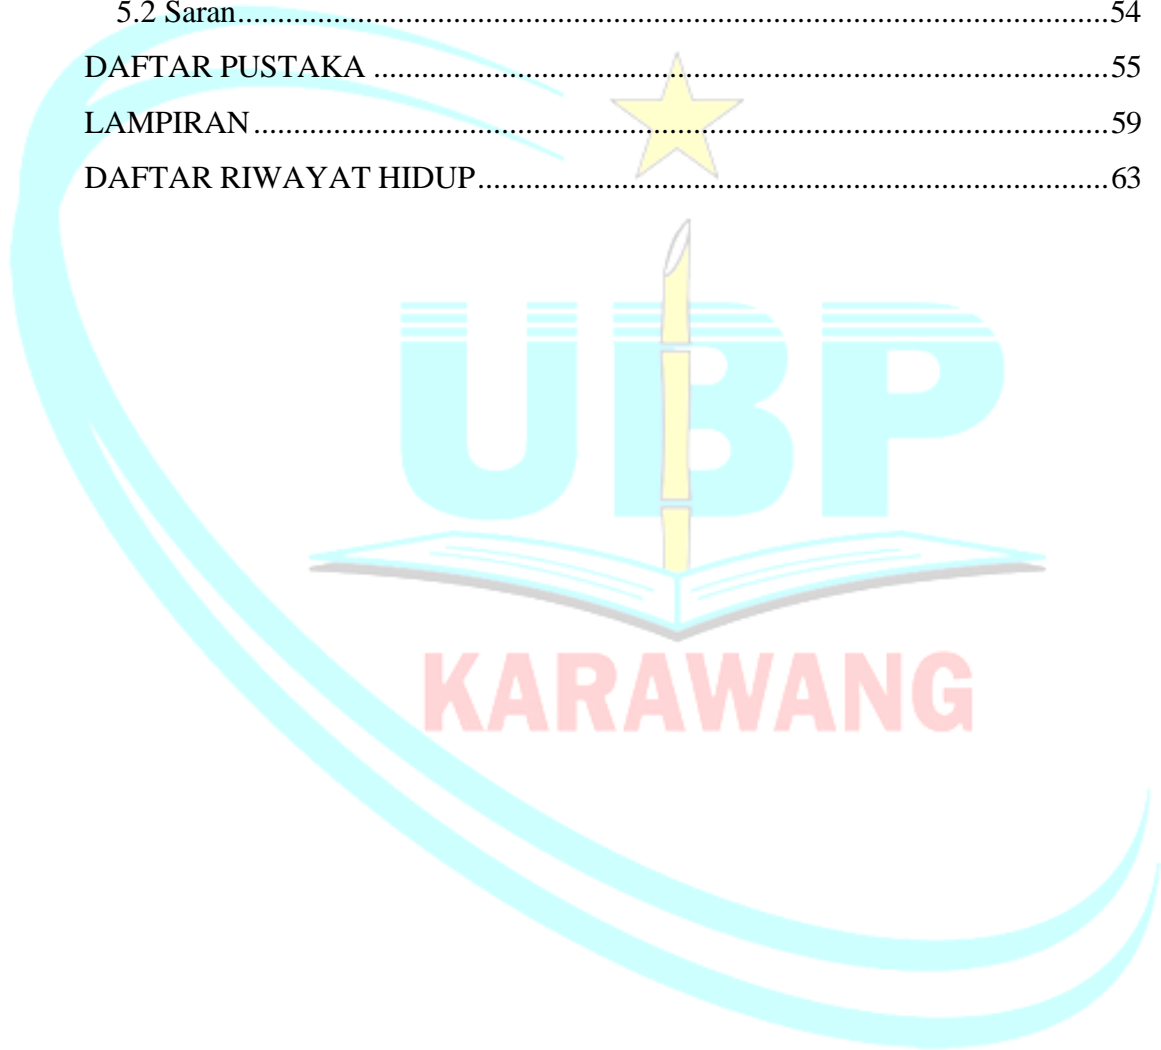 5.2 Saran.............................................................................................................54
DAFTAR PUSTAKA ............................................................................................55
LAMPIRAN...........................................................................................................59
DAFTAR RIWAYAT HIDUP...............................................................................63
UBP
KARAWANG